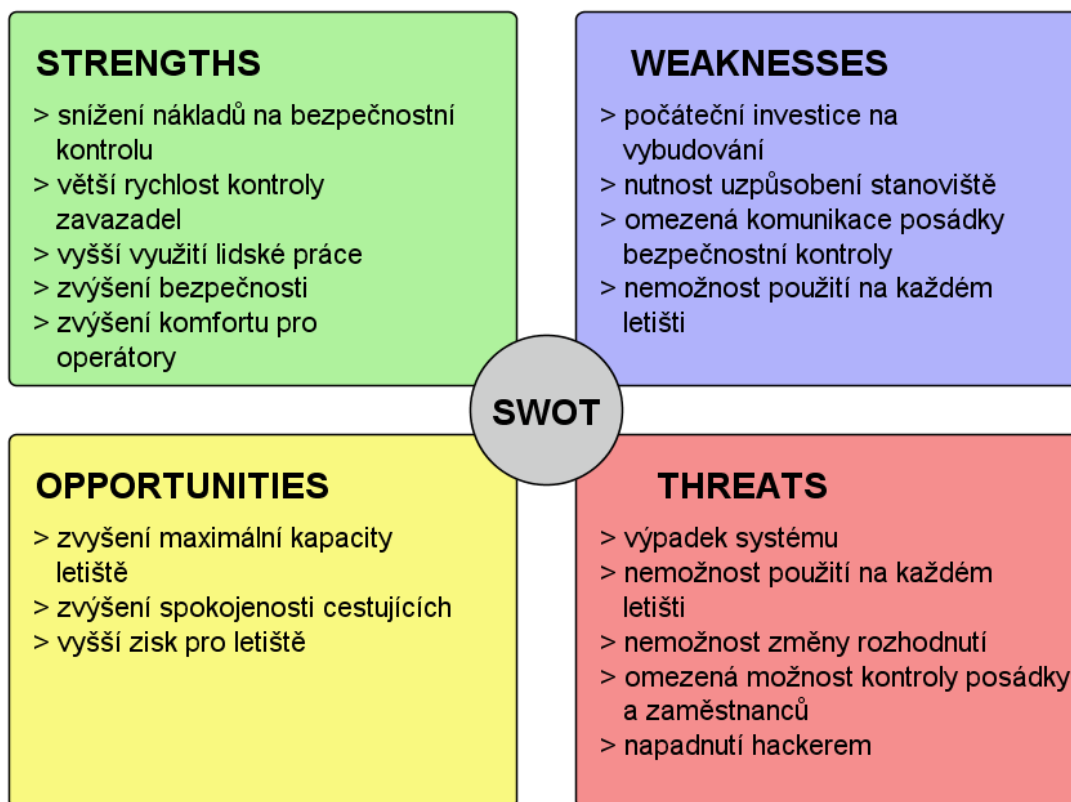 STRENGTHS
> snížení nákladů na bezpečnostní
kontrolu
> větší rychlost kontroly
zavazadel
> vyšší využití lidské práce
> zvýšení bezpečnosti
> zvýšení komfortu pro
operátory
WEAKNESSES
> počáteční investice na
vybudování
> nutnost uzpůsobení stanoviště
> omezená komunikace posádky
bezpečnostní kontroly
> nemožnost použití na každém
letišti
SWOT
OPPORTUNITIES
> zvyšení maximální kapacity
letiště
> zvýšení spokojenosti cestujících
> vyšší zisk pro letiště
THREATS
> výpadek systému
> nemožnost použití na každém
letišti
> nemožnost změny rozhodnutí
> omezená možnost kontroly posádky
a zaměstnanců
> napadnutí hackerem